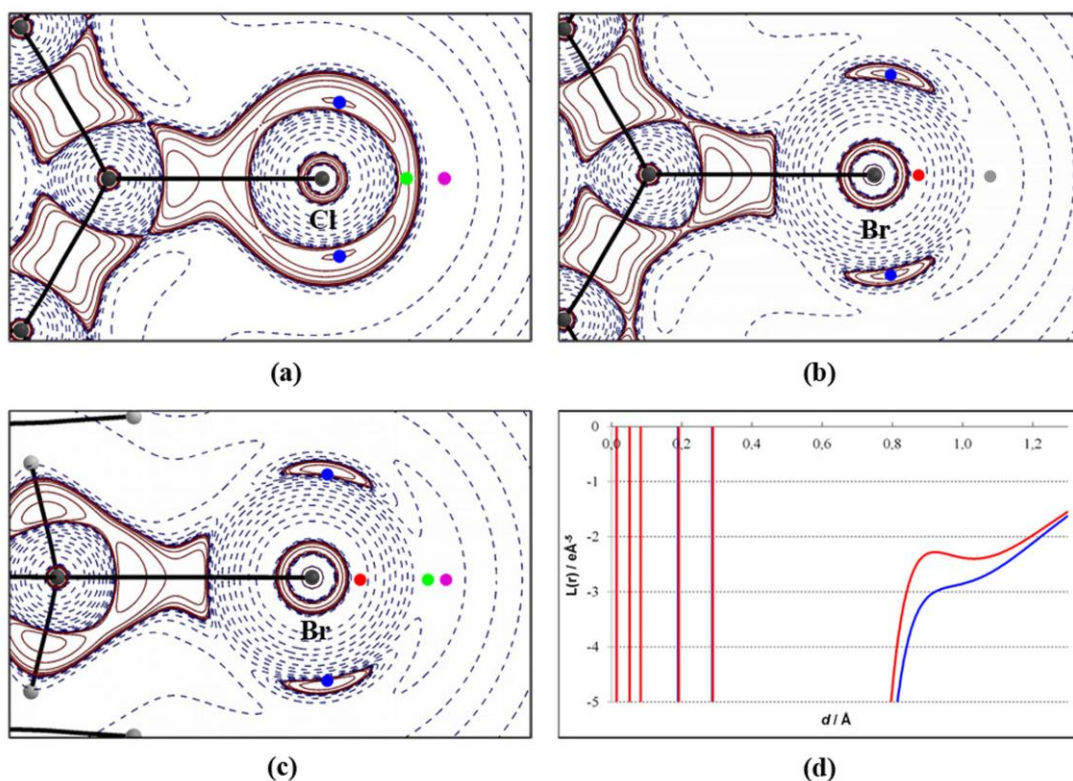 Cl
Br
(a)
(b)
Br
0
0,0
0,2
0,4
0,6
0,8
1,0
1,2
-1
-2
-3
-4
-5
L(r) / eÅ⁻⁵
d / Å
(c)
(d)